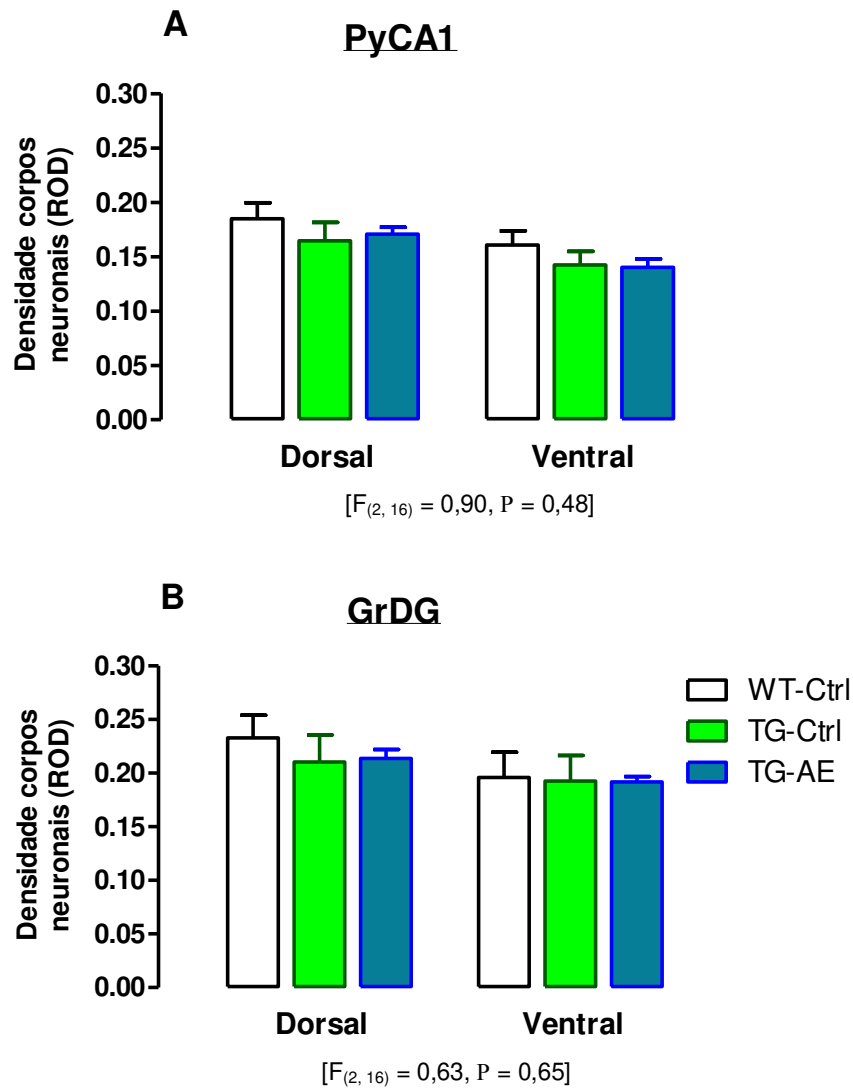 A
PyCA1
Densidade corpos
neuronais (ROD)
0.30
0.25
0.20
0.15
0.10
0.05
0.00
Dorsal
Ventral
[F(2, 16) = 0,90, P = 0,48]
B
GrDG
Densidade corpos
neuronais (ROD)
0.30
0.25
0.20
0.15
0.10
0.05
0.00
WT-Ctrl
TG-Ctrl
TG-AE
Dorsal
Ventral
[F(2, 16) = 0,63, P = 0,65]